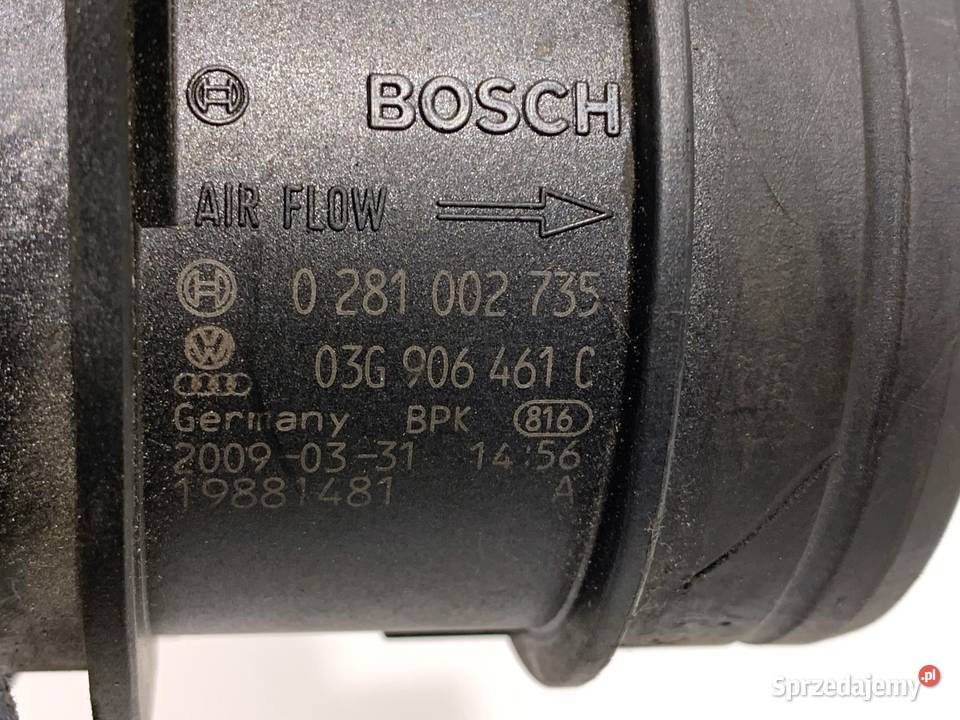 BOSCH
AIR FLOW
0 281 002 735
03G 906 461 C
Germany BPK 816
2009-03-31 14:56
19881481 A
Sprzedajemy.pl